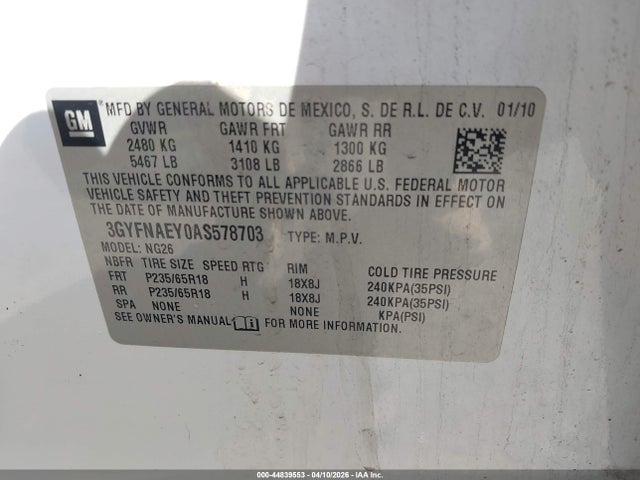 GM ® MFD BY GENERAL MOTORS DE MEXICO, S. DE R.L. DE C.V. 01/10
GVWR GAWR FRT GAWR RR
2480 KG 1410 KG 1300 KG
5467 LB 3108 LB 2866 LB
THIS VEHICLE CONFORMS TO ALL APPLICABLE U.S. FEDERAL MOTOR
VEHICLE SAFETY AND THEFT PREVENTION STANDARDS IN EFFECT ON
THE DATE OF MANUFACTURE SHOWN ABOVE.
3GYFNAEY0AS578703 TYPE: M.P.V.
MODEL: NG26
NBFR TIRE SIZE SPEED RTG RIM COLD TIRE PRESSURE
FRT P235/65R18 H 18X8J 240KPA(35PSI)
RR P235/65R18 H 18X8J 240KPA(35PSI)
SPA NONE NONE KPA(PSI)
SEE OWNER'S MANUAL FOR MORE INFORMATION.
000-44839553 - 04/10/2026 - IAA Inc.